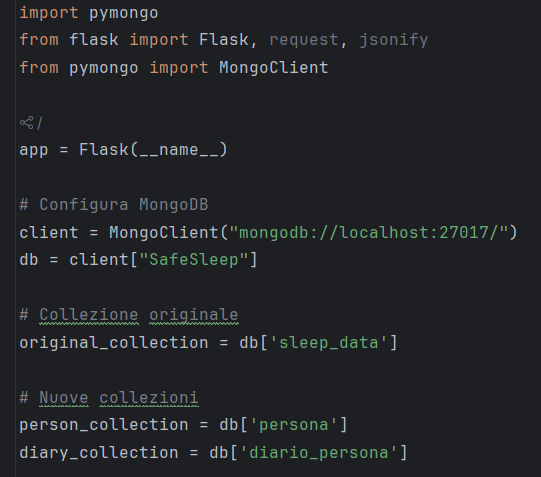 import pymongo
from flask import Flask, request, jsonify
from pymongo import MongoClient
/
app = Flask(__name__)
# Configura MongoDB
client = MongoClient("mongodb://localhost:27017/")
db = client["SafeSleep"]
# Collezione originale
original_collection = db['sleep_data']
# Nuove collezioni
person_collection = db['persona']
diary_collection = db['diario_persona']